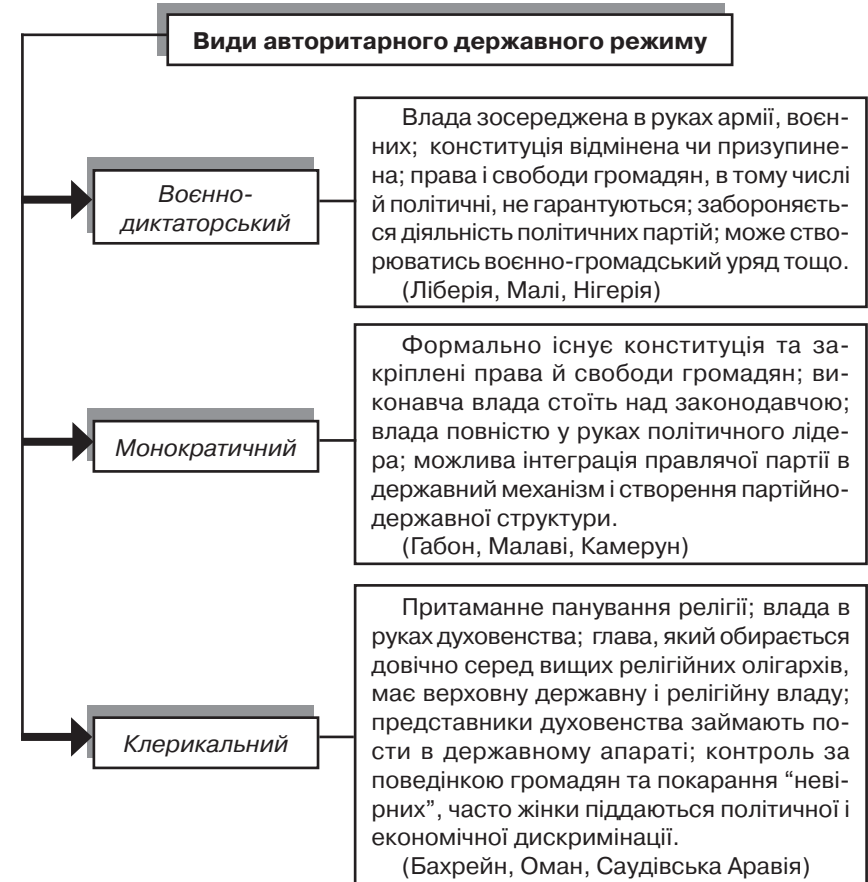 Види авторитарного державного режиму
Воєнно-
диктаторський
Влада зосереджена в руках армії, воєн-
них; конституція відмінена чи призупине-
на; права і свободи громадян, в тому числі
й політичні, не гарантуються; забороняєть-
ся діяльність політичних партій; може ство-
рюватись воєнно-громадський уряд тощо.
(Ліберія, Малі, Нігерія)
Монократичний
Формально існує конституція та за-
кріплені права й свободи громадян; ви-
конавча влада стоїть над законодавчою;
влада повністю у руках політичного ліде-
ра; можлива інтеграція правлячої партії в
державний механізм і створення партійно-
державної структури.
(Габон, Малаві, Камерун)
Клерикальний
Притаманне панування релігії; влада в
руках духовенства; глава, який обирається
довічно серед вищих релігійних олігархів,
має верховну державну і релігійну владу;
представники духовенства займають по-
сти в державному апараті; контроль за
поведінкою громадян та покарання “неві-
рних”, часто жінки піддаються політичної і
економічної дискримінації.
(Бахрейн, Оман, Саудівська Аравія)